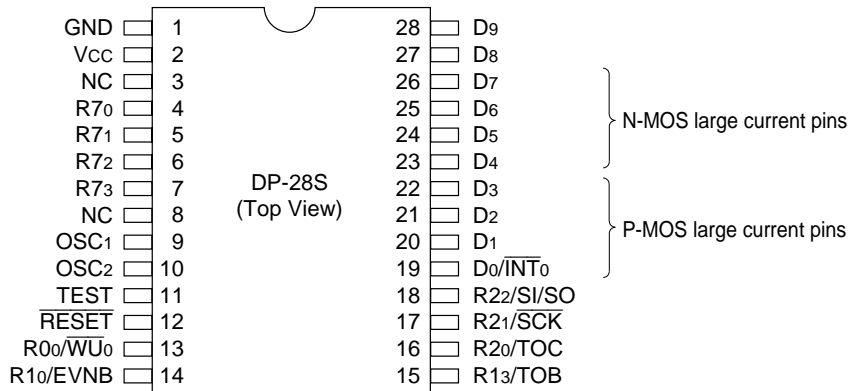 GND 1 28 D9
VCC 2 27 D8
NC 3 26 D7
R70 4 25 D6
R71 5 24 D5
R72 6 23 D4
N-MOS large current pins
R73 7 22 D3
NC 8 21 D2
OSC1 9 20 D1
OSC2 10 19 D0/INT0
P-MOS large current pins
DP-28S
(Top View)
TEST 11 18 R22/SI/SO
RESET 12 17 R21/SCK
R00/WU0 13 16 R20/TOC
R10/EVNB 14 15 R13/TOB